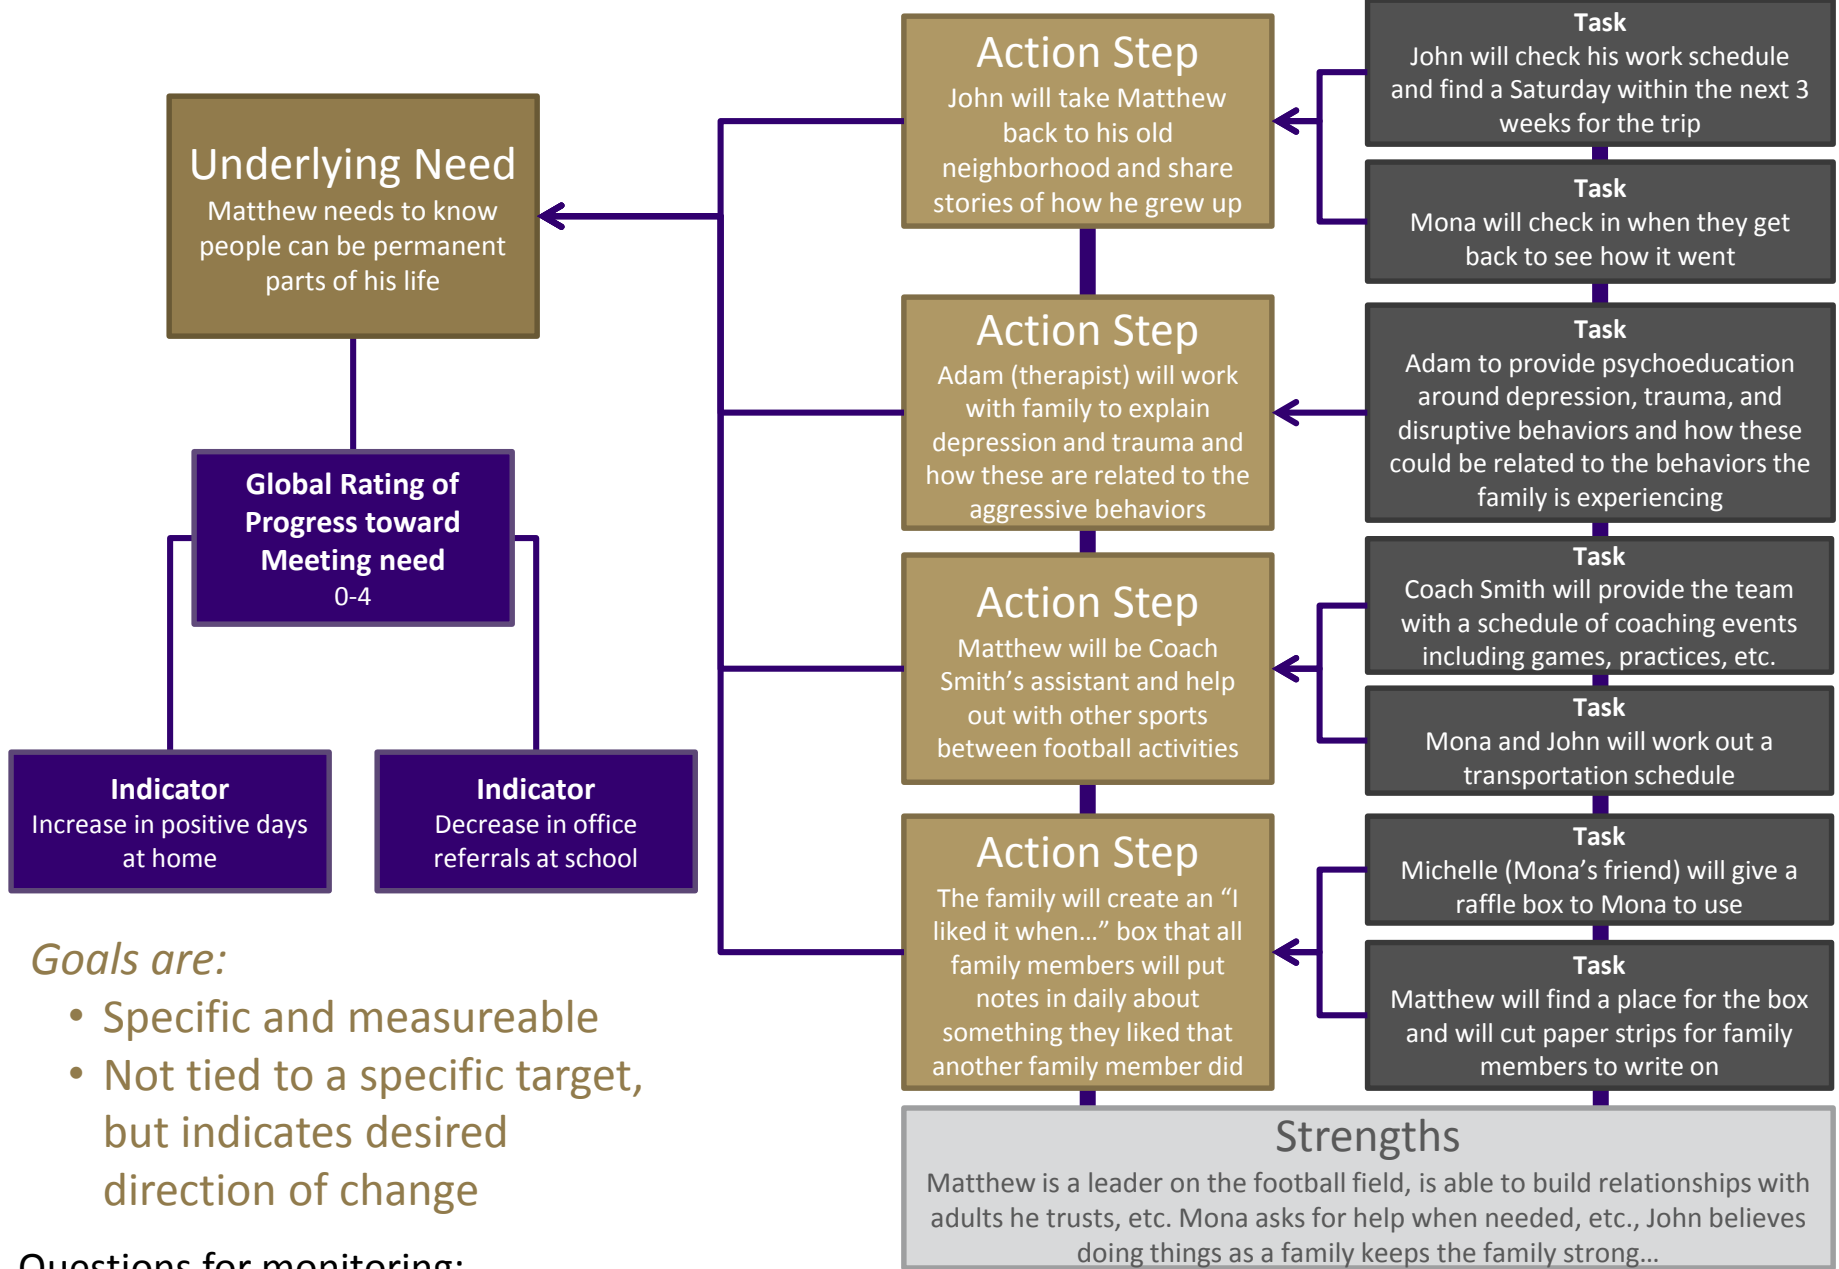 Underlying Need
Matthew needs to know
people can be permanent
parts of his life
Global Rating of
Progress toward
Meeting need
0-4
Indicator
Increase in positive days
at home
Indicator
Decrease in office
referrals at school
Goals are:
• Specific and measureable
• Not tied to a specific target,
but indicates desired
direction of change
Questions for monitoring:
Action Step
John will take Matthew
back to his old
neighborhood and share
stories of how he grew up
Action Step
Adam (therapist) will work
with family to explain
depression and trauma and
how these are related to the
aggressive behaviors
Action Step
Matthew will be Coach
Smith’s assistant and help
out with other sports
between football activities
Action Step
The family will create an “I
liked it when…” box that all
family members will put
notes in daily about
something they liked that
another family member did
Task
John will check his work schedule
and find a Saturday within the next 3
weeks for the trip
Task
Mona will check in when they get
back to see how it went
Task
Adam to provide psychoeducation
around depression, trauma, and
disruptive behaviors and how these
could be related to the behaviors the
family is experiencing
Task
Coach Smith will provide the team
with a schedule of coaching events
including games, practices, etc.
Task
Mona and John will work out a
transportation schedule
Task
Michelle (Mona’s friend) will give a
raffle box to Mona to use
Task
Matthew will find a place for the box
and will cut paper strips for family
members to write on
Strengths
Matthew is a leader on the football field, is able to build relationships with
adults he trusts, etc. Mona asks for help when needed, etc., John believes
doing things as a family keeps the family strong…